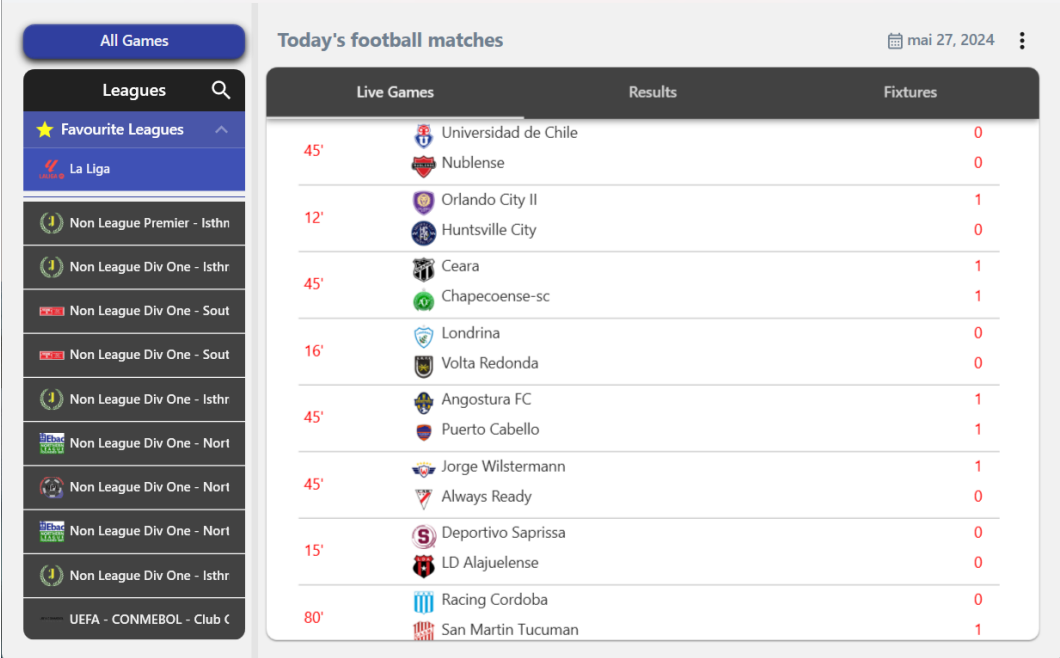 All Games
Leagues
Favourite Leagues
La Liga
Non League Premier - Isthr
Non League Div One - Isthr
Non League Div One - Sout
Non League Div One - Sout
Non League Div One - Isthr
Non League Div One - Nort
Non League Div One - Nort
Non League Div One - Nort
Non League Div One - Isthr
UEFA - CONMEBOL - Club C
Today's football matches
mai 27, 2024
Live Games Results Fixtures
45' Universidad de Chile 0
Nublense 0
12' Orlando City II 1
Huntsville City 0
45' Ceara 1
Chapecoense-sc 1
16' Londrina 0
Volta Redonda 0
45' Angostura FC 1
Puerto Cabello 1
45' Jorge Wilstermann 1
Always Ready 0
15' Deportivo Saprissa 0
LD Alajuelense 0
80' Racing Cordoba 0
San Martin Tucuman 1